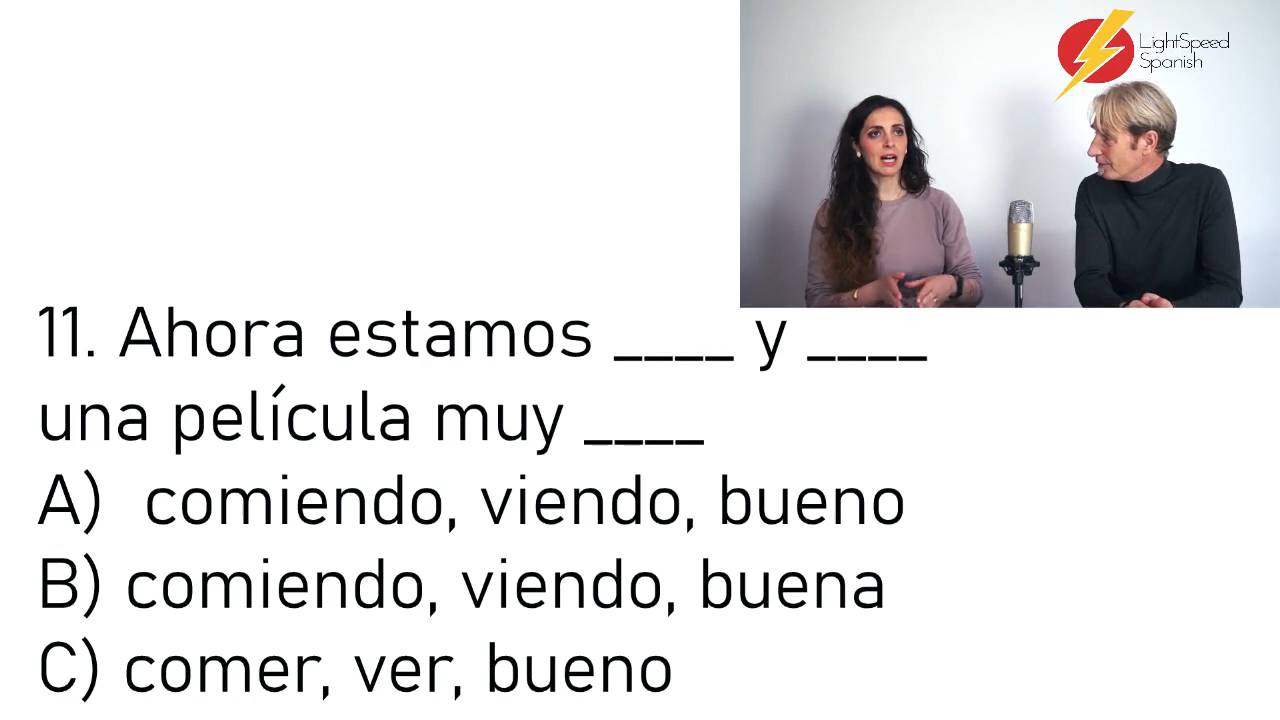 LightSpeed
Spanish
11. Ahora estamos ____ y ____
una película muy ____
A) comiendo, viendo, bueno
B) comiendo, viendo, buena
C) comer, ver, bueno